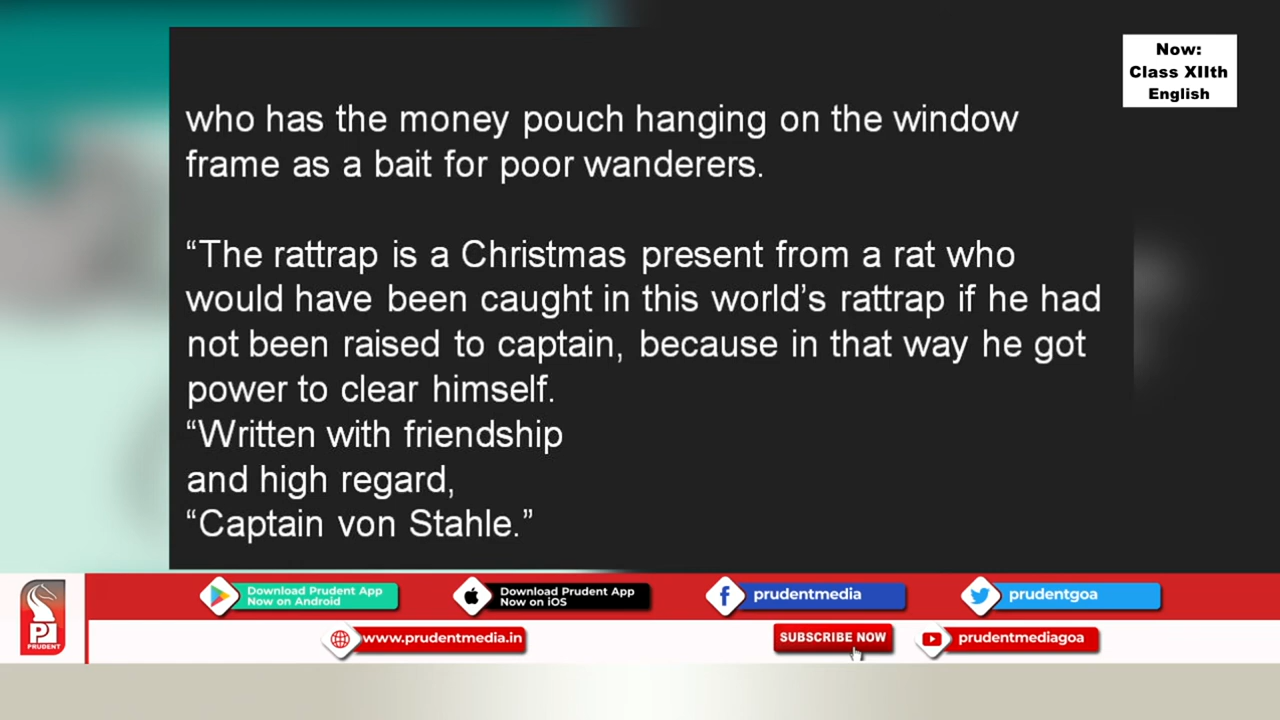 Now:
Class XIIth
English
who has the money pouch hanging on the window
frame as a bait for poor wanderers.
“The rattrap is a Christmas present from a rat who
would have been caught in this world’s rattrap if he had
not been raised to captain, because in that way he got
power to clear himself.
“Written with friendship
and high regard,
“Captain von Stahle.”
Download Prudent App
Now on Android
Download Prudent App
Now on iOS
prudentmedia
prudentgoa
PRUDENT
www.prudentmedia.in
SUBSCRIBE NOW
prudentmediagoa